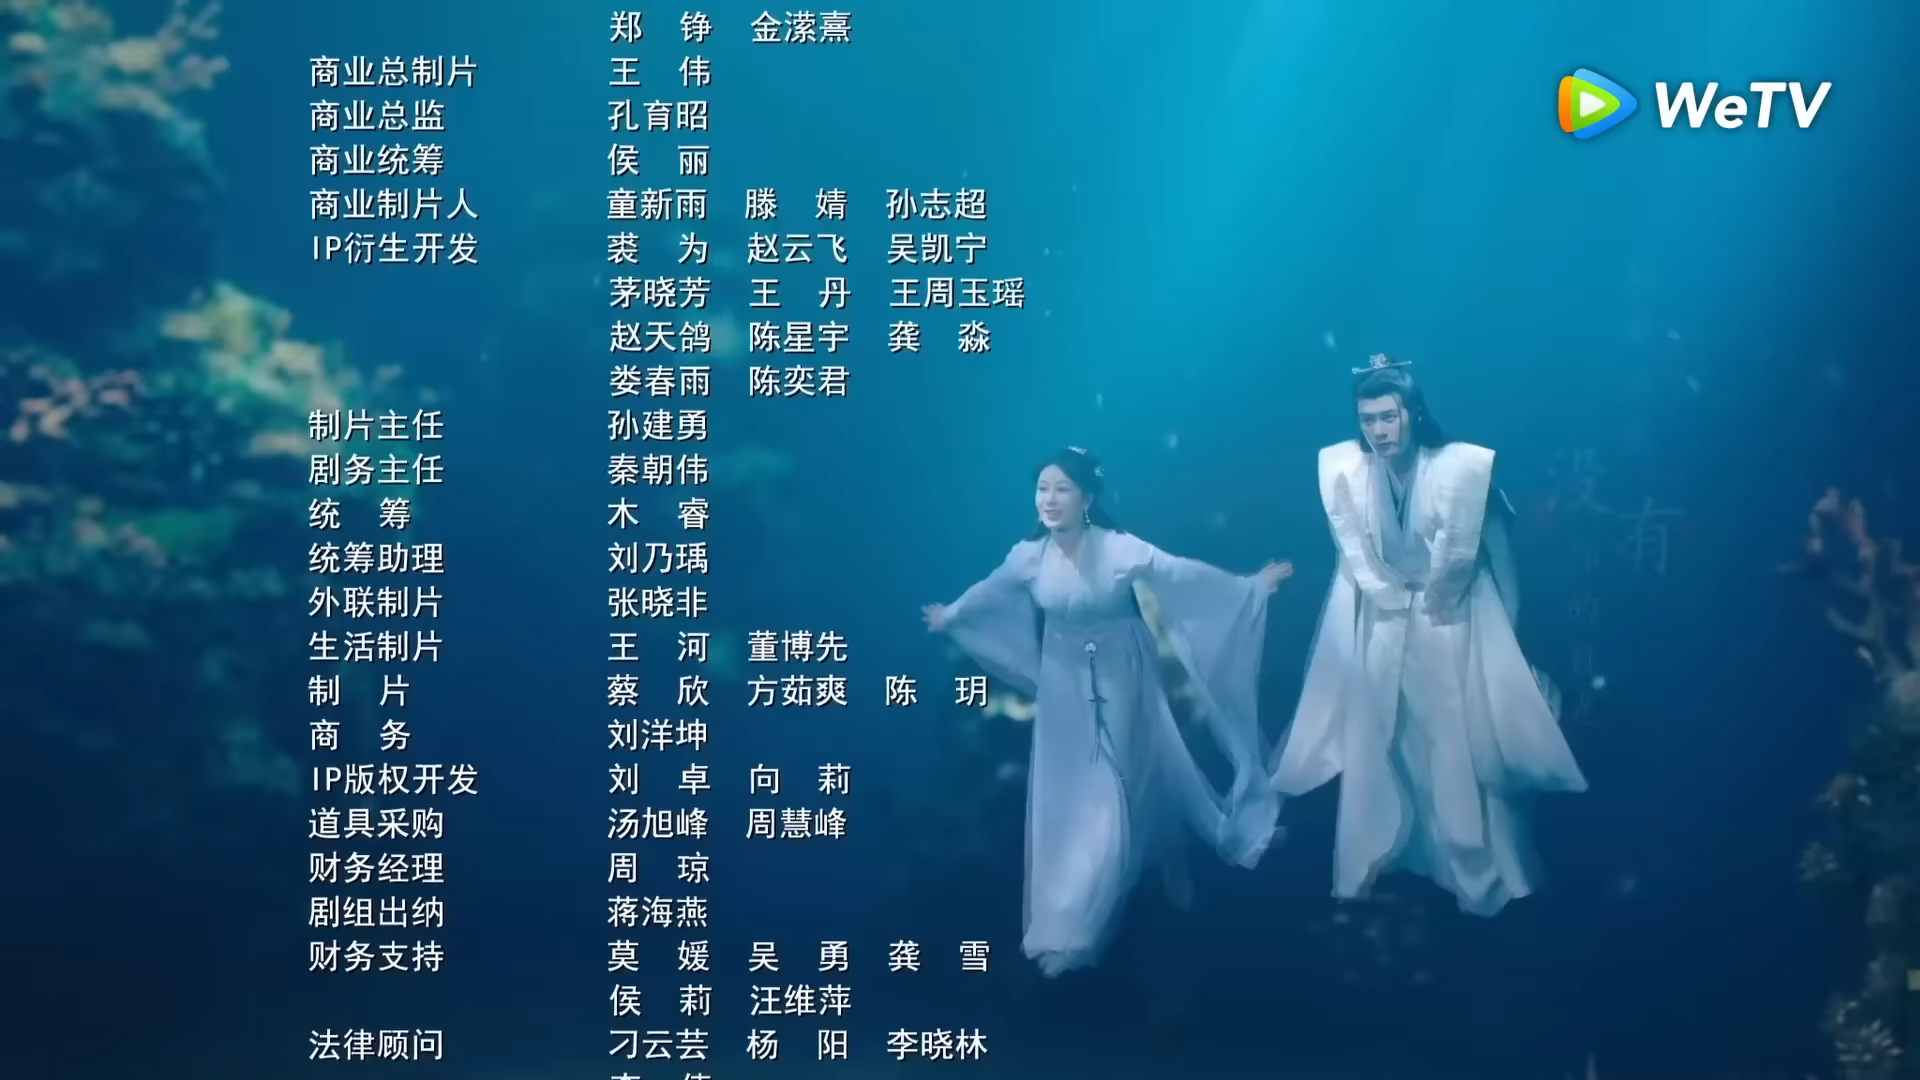 郑 铮 金潆熹
商业总制片 王 伟
商业总监 孔育昭
商业统筹 侯 丽
商业制片人 童新雨 滕 婧 孙志超
IP衍生开发 裘 为 赵云飞 吴凯宁
茅晓芳 王 丹 王周玉瑶
赵天鸽 陈星宇 龚 淼
娄春雨 陈奕君
制片主任 孙建勇
剧务主任 秦朝伟
统 筹 木 睿
统筹助理 刘乃瑀
外联制片 张晓非
生活制片 王 河 董博先
制 片 蔡 欣 方茹爽 陈 玥
商 务 刘洋坤
IP版权开发 刘 卓 向 莉
道具采购 汤旭峰 周慧峰
财务经理 周 琼
剧组出纳 蒋海燕
财务支持 莫 媛 吴 勇 龚 雪
侯 莉 汪维萍
法律顾问 刁云芸 杨 阳 李晓林
WeTV
没有